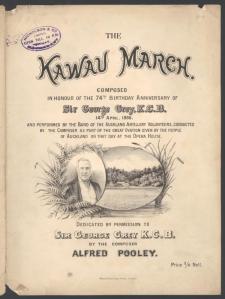 THE
KAWAU MARCH.
COMPOSED
IN HONOUR OF THE 74TH BIRTHDAY ANNIVERSARY OF
Sir George Grey, K.C.B.
14TH APRIL, 1886.
AND PERFORMED BY THE BAND OF THE AUCKLAND ARTILLERY VOLUNTEERS, CONDUCTED
BY THE COMPOSER AS PART OF THE GREAT OVATION GIVEN BY THE PEOPLE
OF AUCKLAND ON THAT DAY AT THE OPERA HOUSE.
DEDICATED BY PERMISSION TO
SIR GEORGE GREY K.C.B.
BY THE COMPOSER
ALFRED POOLEY.
Price 2/- Nett.